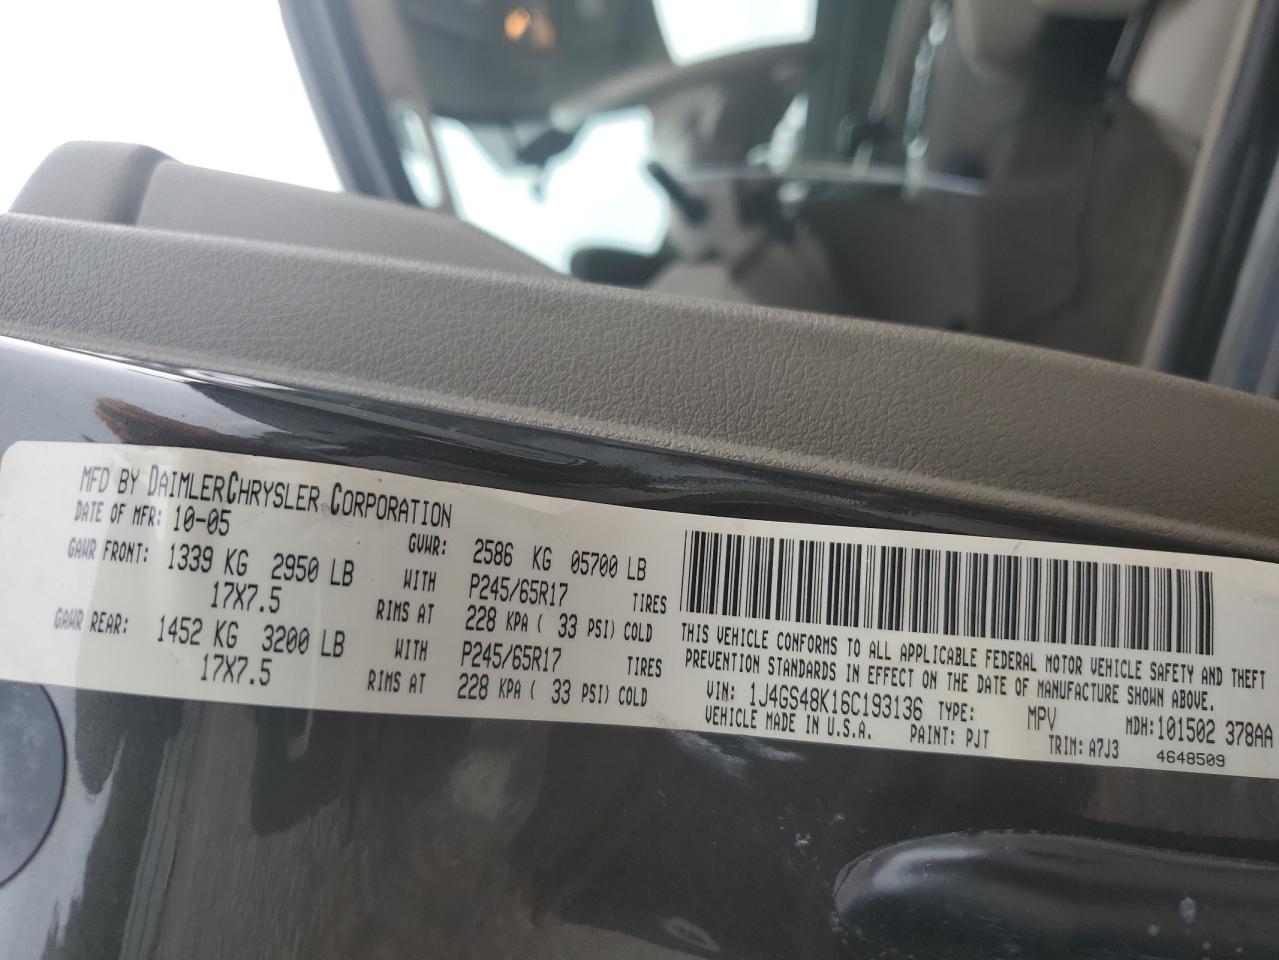 MFD BY DAIMLERCHRYSLER CORPORATION
DATE OF MFR: 10-05 GVWR: 2586 KG 05700 LB
GAWR FRONT: 1339 KG 2950 LB WITH P245/65R17 TIRES
17X7.5 RIMS AT 228 KPA ( 33 PSI) COLD
GAWR REAR: 1452 KG 3200 LB WITH P245/65R17 TIRES
17X7.5 RIMS AT 228 KPA ( 33 PSI) COLD
THIS VEHICLE CONFORMS TO ALL APPLICABLE FEDERAL MOTOR VEHICLE SAFETY AND THEFT
PREVENTION STANDARDS IN EFFECT ON THE DATE OF MANUFACTURE SHOWN ABOVE.
VIN: 1J4GS48K16C193136 TYPE: MPV MDH: 101502 378AA
VEHICLE MADE IN U.S.A. PAINT: PJT TRIM: A7J3 4648509